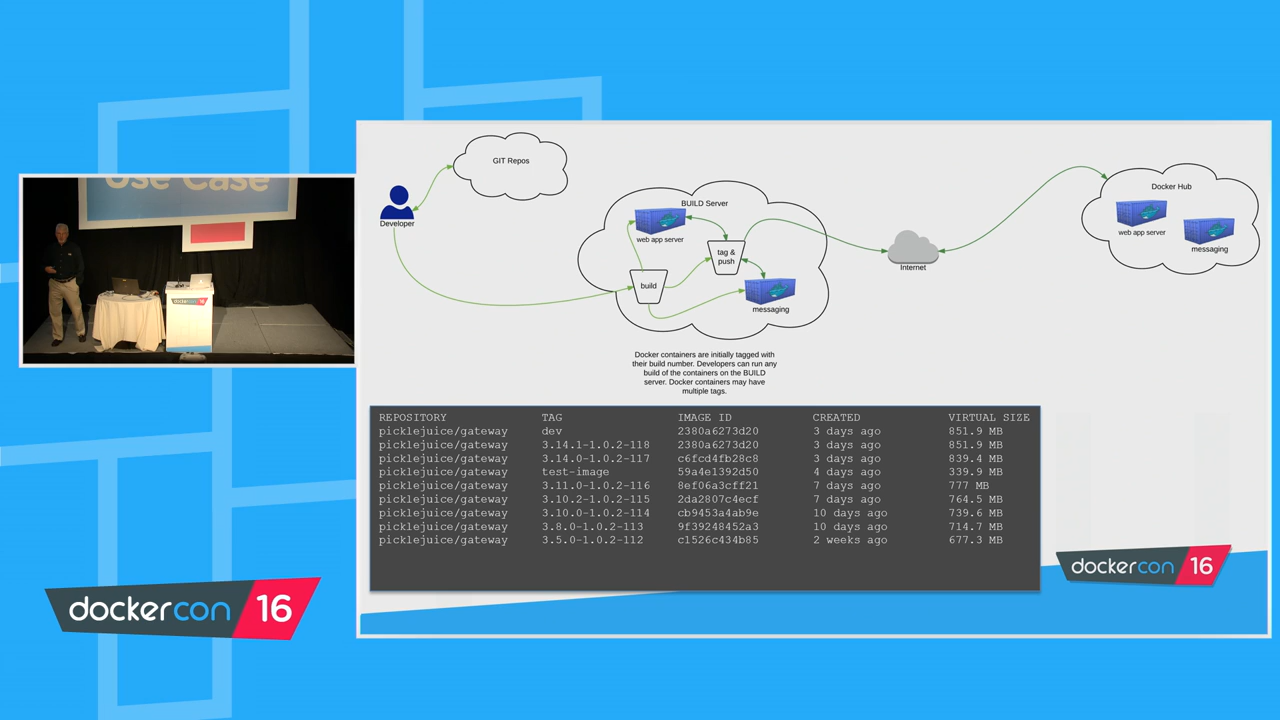 Use Case
dockercon 16
GIT Repos
Developer
BUILD Server
web app server
tag &
push
build
messaging
Internet
Docker Hub
web app server
messaging
Docker containers are initially tagged with
their build number. Developers can run any
build of the containers on the BUILD
server. Docker containers may have
multiple tags.
REPOSITORY TAG IMAGE ID CREATED VIRTUAL SIZE
picklejuice/gateway dev 2380a6273d20 3 days ago 851.9 MB
picklejuice/gateway 3.14.1-1.0.2-118 2380a6273d20 3 days ago 851.9 MB
picklejuice/gateway 3.14.0-1.0.2-117 c6fcd4fb28c8 3 days ago 839.4 MB
picklejuice/gateway test-image 59a4e1392d50 4 days ago 339.9 MB
picklejuice/gateway 3.11.0-1.0.2-116 8ef06a3cff21 7 days ago 777 MB
picklejuice/gateway 3.10.2-1.0.2-115 2da2807c4ecf 7 days ago 764.5 MB
picklejuice/gateway 3.10.0-1.0.2-114 cb9453a4ab9e 10 days ago 739.6 MB
picklejuice/gateway 3.8.0-1.0.2-113 9f39248452a3 10 days ago 714.7 MB
picklejuice/gateway 3.5.0-1.0.2-112 c1526c434b85 2 weeks ago 677.3 MB
dockercon 16
dockercon 16